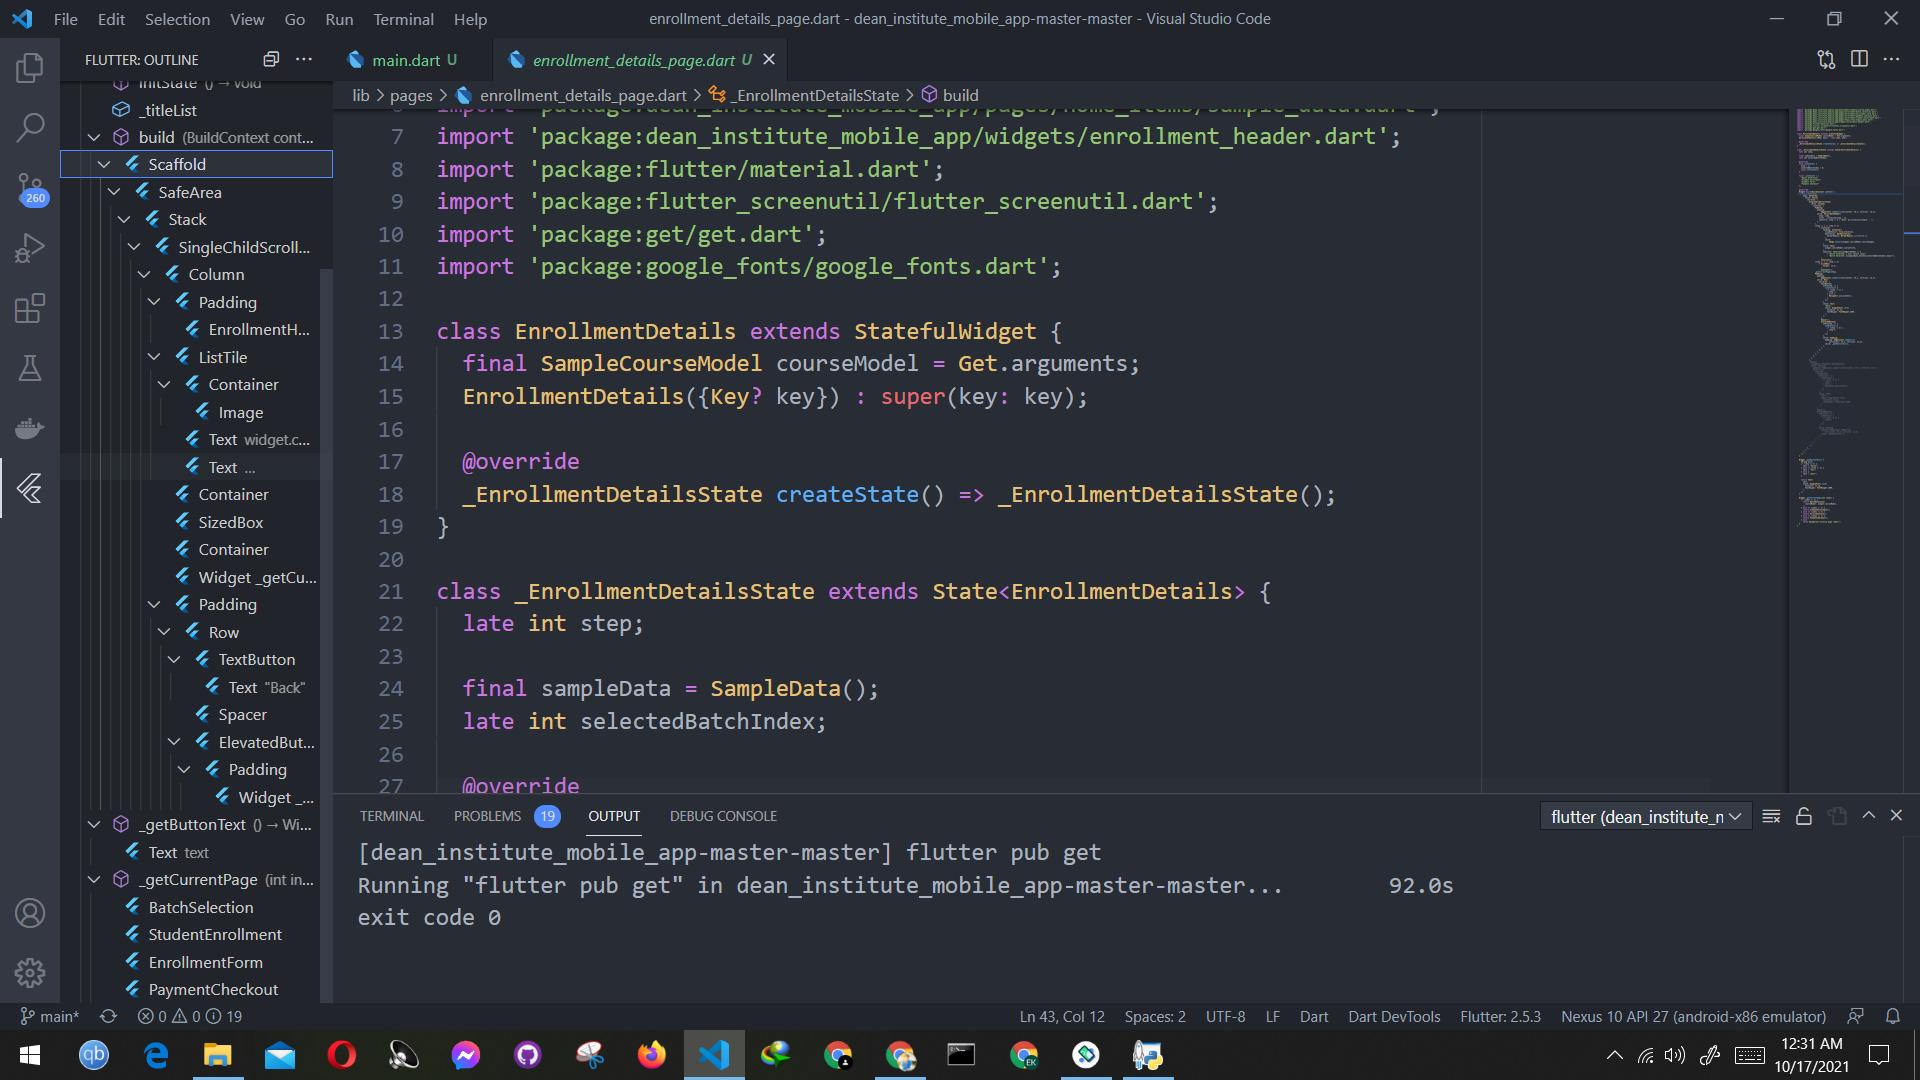 File Edit Selection View Go Run Terminal Help
enrollment_details_page.dart - dean_institute_mobile_app-master-master - Visual Studio Code
FLUTTER: OUTLINE
main.dart U
enrollment_details_page.dart U
lib > pages > enrollment_details_page.dart > _EnrollmentDetailsState > build
initState () → void
_titleList
build (BuildContext cont...
Scaffold
SafeArea
Stack
SingleChildScroll...
Column
Padding
EnrollmentH...
ListTile
Container
Image
Text widget.c...
Text ...
Container
SizedBox
Container
Widget _getCu...
Padding
Row
TextButton
Text "Back"
Spacer
ElevatedBut...
Padding
Widget _...
_getButtonText () → Wi...
Text text
_getCurrentPage (int in...
BatchSelection
StudentEnrollment
EnrollmentForm
PaymentCheckout
260
6 import 'package:dean_institute_mobile_app/pages/home_items/sample_data.dart';
7 import 'package:dean_institute_mobile_app/widgets/enrollment_header.dart';
8 import 'package:flutter/material.dart';
9 import 'package:flutter_screenutil/flutter_screenutil.dart';
10 import 'package:get/get.dart';
11 import 'package:google_fonts/google_fonts.dart';
12
13 class EnrollmentDetails extends StatefulWidget {
14 final SampleCourseModel courseModel = Get.arguments;
15 EnrollmentDetails({Key? key}) : super(key: key);
16
17 @override
18 _EnrollmentDetailsState createState() => _EnrollmentDetailsState();
19 }
20
21 class _EnrollmentDetailsState extends State<EnrollmentDetails> {
22 late int step;
23
24 final sampleData = SampleData();
25 late int selectedBatchIndex;
26
27 @override
TERMINAL PROBLEMS 19 OUTPUT DEBUG CONSOLE
flutter (dean_institute_n
[dean_institute_mobile_app-master-master] flutter pub get
Running "flutter pub get" in dean_institute_mobile_app-master-master... 92.0s
exit code 0
main* 0 0 19
Ln 43, Col 12 Spaces: 2 UTF-8 LF Dart Dart DevTools Flutter: 2.5.3 Nexus 10 API 27 (android-x86 emulator)
qb
EK
12:31 AM
10/17/2021